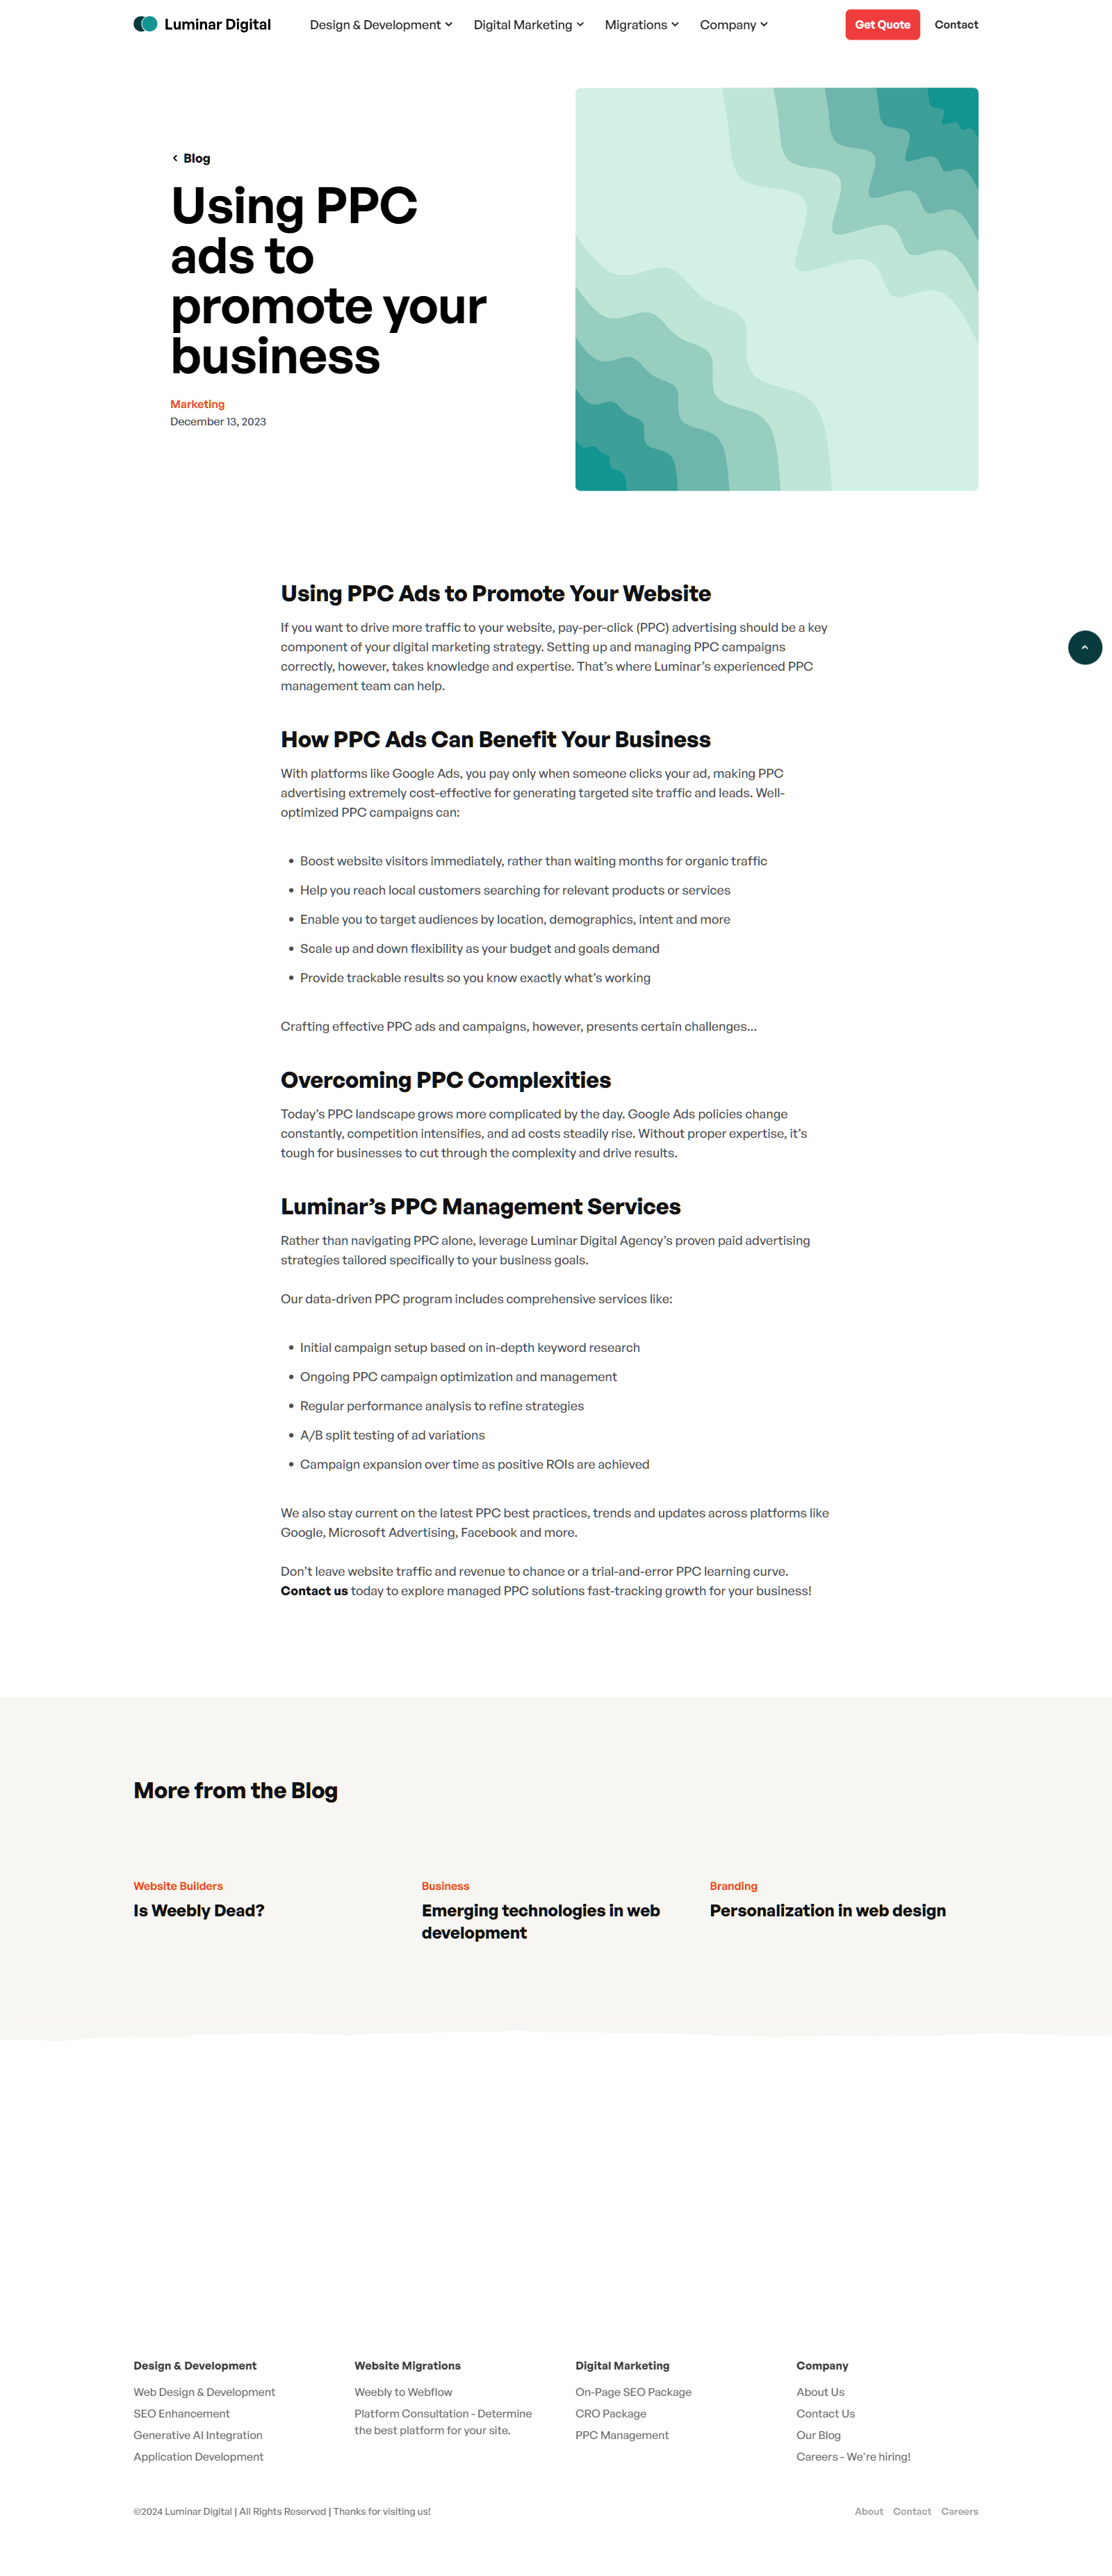 Luminar Digital
Design & Development
Digital Marketing
Migrations
Company
Get Quote
Contact
Blog
Using PPC
ads to
promote your
business
Marketing
December 13, 2023
Using PPC Ads to Promote Your Website
If you want to drive more traffic to your website, pay-per-click (PPC) advertising should be a key
component of your digital marketing strategy. Setting up and managing PPC campaigns
correctly, however, takes knowledge and expertise. That’s where Luminar’s experienced PPC
management team can help.
How PPC Ads Can Benefit Your Business
With platforms like Google Ads, you pay only when someone clicks your ad, making PPC
advertising extremely cost-effective for generating targeted site traffic and leads. Well-
optimized PPC campaigns can:
• Boost website visitors immediately, rather than waiting months for organic traffic
• Help you reach local customers searching for relevant products or services
• Enable you to target audiences by location, demographics, intent and more
• Scale up and down flexibility as your budget and goals demand
• Provide trackable results so you know exactly what’s working
Crafting effective PPC ads and campaigns, however, presents certain challenges...
Overcoming PPC Complexities
Today’s PPC landscape grows more complicated by the day. Google Ads policies change
constantly, competition intensifies, and ad costs steadily rise. Without proper expertise, it’s
tough for businesses to cut through the complexity and drive results.
Luminar’s PPC Management Services
Rather than navigating PPC alone, leverage Luminar Digital Agency’s proven paid advertising
strategies tailored specifically to your business goals.
Our data-driven PPC program includes comprehensive services like:
• Initial campaign setup based on in-depth keyword research
• Ongoing PPC campaign optimization and management
• Regular performance analysis to refine strategies
• A/B split testing of ad variations
• Campaign expansion over time as positive ROIs are achieved
We also stay current on the latest PPC best practices, trends and updates across platforms like
Google, Microsoft Advertising, Facebook and more.
Don’t leave website traffic and revenue to chance or a trial-and-error PPC learning curve.
Contact us today to explore managed PPC solutions fast-tracking growth for your business!
More from the Blog
Website Builders
Is Weebly Dead?
Business
Emerging technologies in web
development
Branding
Personalization in web design
Design & Development
Web Design & Development
SEO Enhancement
Generative AI Integration
Application Development
Website Migrations
Weebly to Webflow
Platform Consultation - Determine
the best platform for your site.
Digital Marketing
On-Page SEO Package
CRO Package
PPC Management
Company
About Us
Contact Us
Our Blog
Careers - We're hiring!
©2024 Luminar Digital | All Rights Reserved | Thanks for visiting us!
About
Contact
Careers